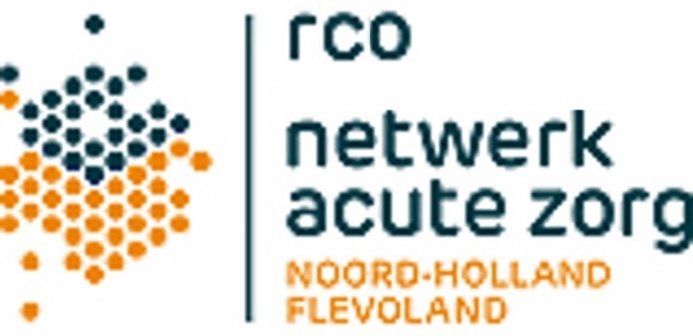 rco
netwerk
acute zorg
NOORD-HOLLAND
FLEVOLAND